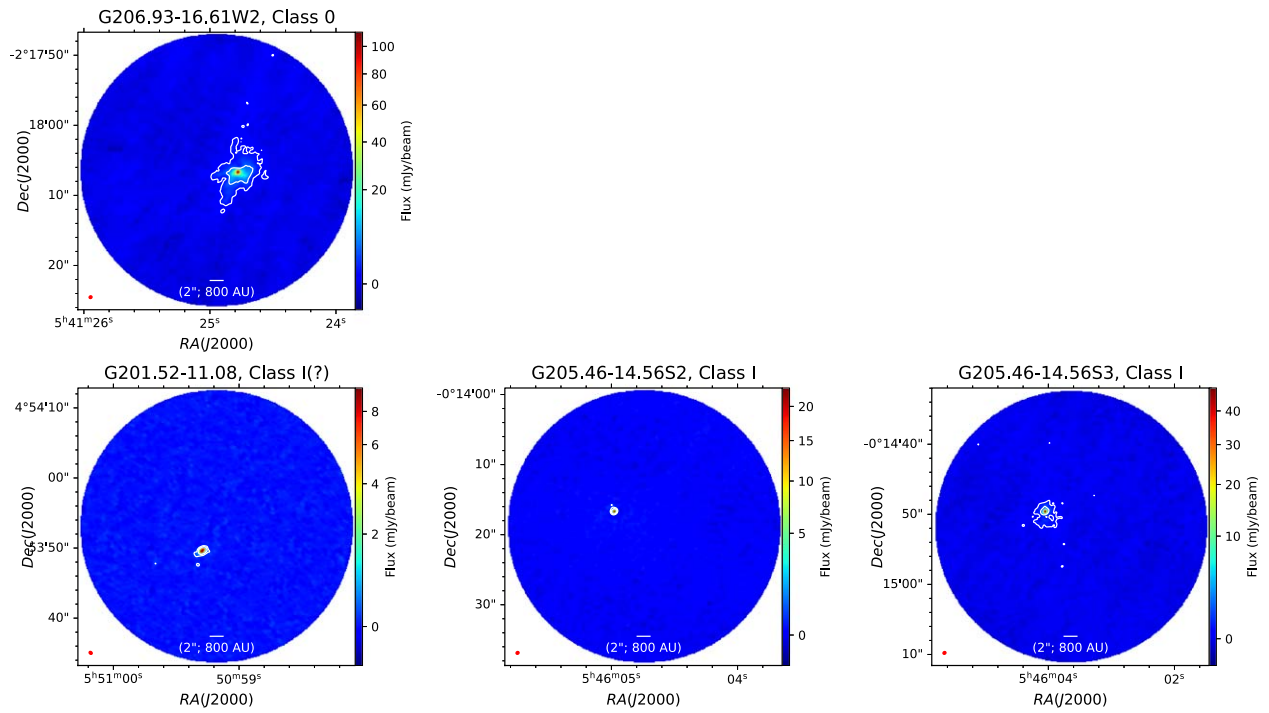 G206.93-16.61W2, Class 0
-2°17'50"
18'00"
10"
20"
Dec(J2000)
5ʰ41ᵐ26ˢ
25ˢ
24ˢ
RA(J2000)
(2"; 800 AU)
100
80
60
40
20
0
Flux (mJy/beam)
G201.52-11.08, Class I(?)
4°54'10"
00"
53'50"
40"
Dec(J2000)
5ʰ51ᵐ00ˢ
50ᵐ59ˢ
RA(J2000)
(2"; 800 AU)
8
6
4
2
0
Flux (mJy/beam)
G205.46-14.56S2, Class I
-0°14'00"
10"
20"
30"
Dec(J2000)
5ʰ46ᵐ05ˢ
04ˢ
RA(J2000)
(2"; 800 AU)
20
15
10
5
0
Flux (mJy/beam)
G205.46-14.56S3, Class I
-0°14'40"
50"
15'00"
10"
Dec(J2000)
5ʰ46ᵐ04ˢ
02ˢ
RA(J2000)
(2"; 800 AU)
40
30
20
10
0
Flux (mJy/beam)